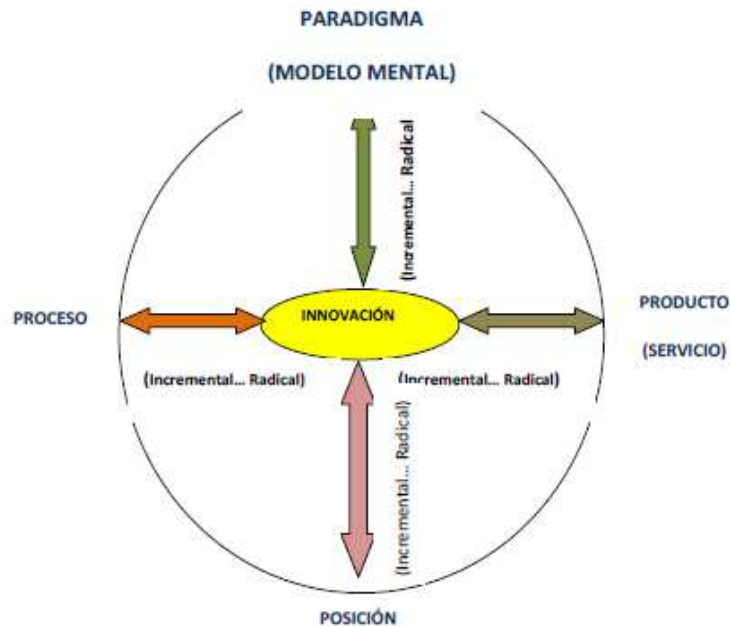 PARADIGMA
(MODELO MENTAL)
(Incremental... Radical
INNOVACIÓN
PROCESO
PRODUCTO
(SERVICIO)
(Incremental... Radical)
(Incremental... Radical)
(Incremental... Radical)
POSICIÓN